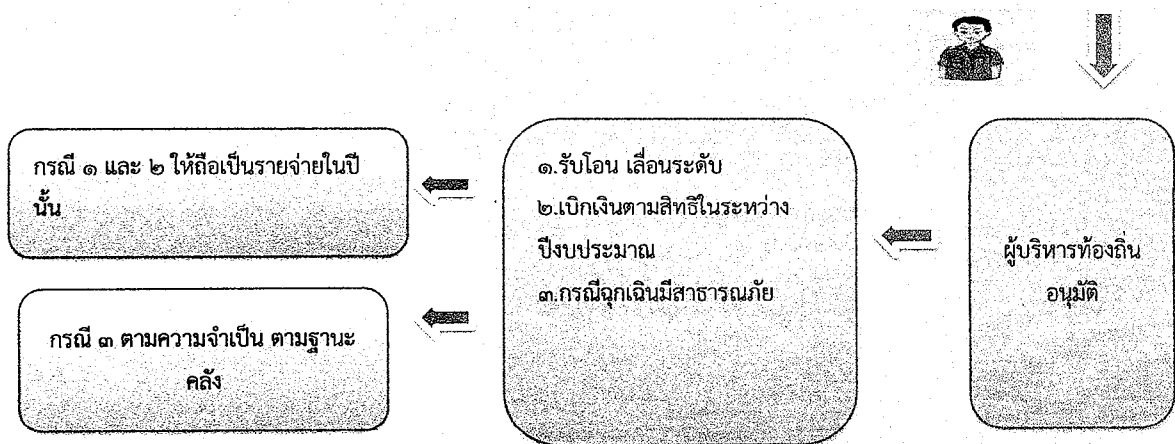 กรณี ๑ และ ๒ ให้ถือเป็นรายจ่ายในปี
นั้น
กรณี ๓ ตามความจำเป็น ตามฐานะ
คลัง
๑.รับโอน เลื่อนระดับ
๒.เบิกเงินตามสิทธิในระหว่าง
ปีงบประมาณ
๓.กรณีฉุกเฉินมีสาธารณภัย
ผู้บริหารท้องถิ่น
อนุมัติ